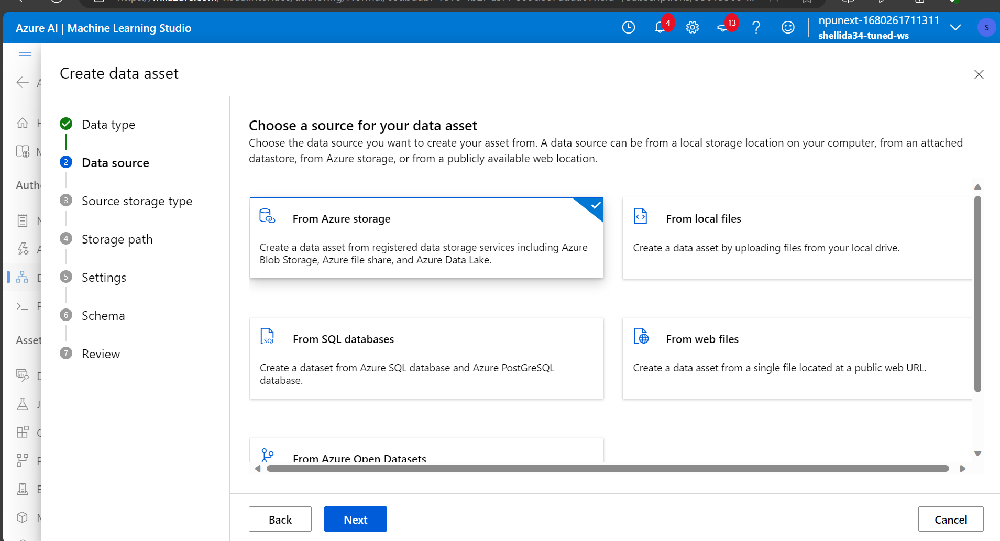 Azure AI | Machine Learning Studio
4
13
npunext-1680261711311
shellida34-tuned-ws
S
Create data asset
Data type
2 Data source
3 Source storage type
4 Storage path
5 Settings
6 Schema
7 Review
Choose a source for your data asset
Choose the data source you want to create your asset from. A data source can be from a local storage location on your computer, from an attached
datastore, from Azure storage, or from a publicly available web location.
From Azure storage
Create a data asset from registered data storage services including Azure
Blob Storage, Azure file share, and Azure Data Lake.
From local files
Create a data asset by uploading files from your local drive.
SQL
From SQL databases
Create a dataset from Azure SQL database and Azure PostGreSQL
database.
From web files
Create a data asset from a single file located at a public web URL.
From Azure Open Datasets
Back
Next
Cancel